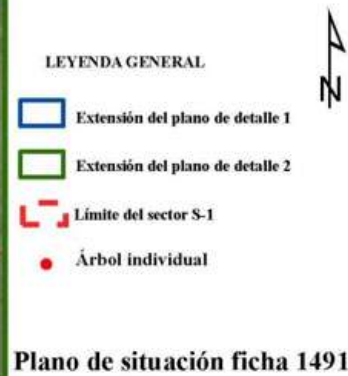 N
LEYENDA GENERAL
Extensión del plano de detalle 1
Extensión del plano de detalle 2
Límite del sector S-1
Árbol individual
Plano de situación ficha 1491